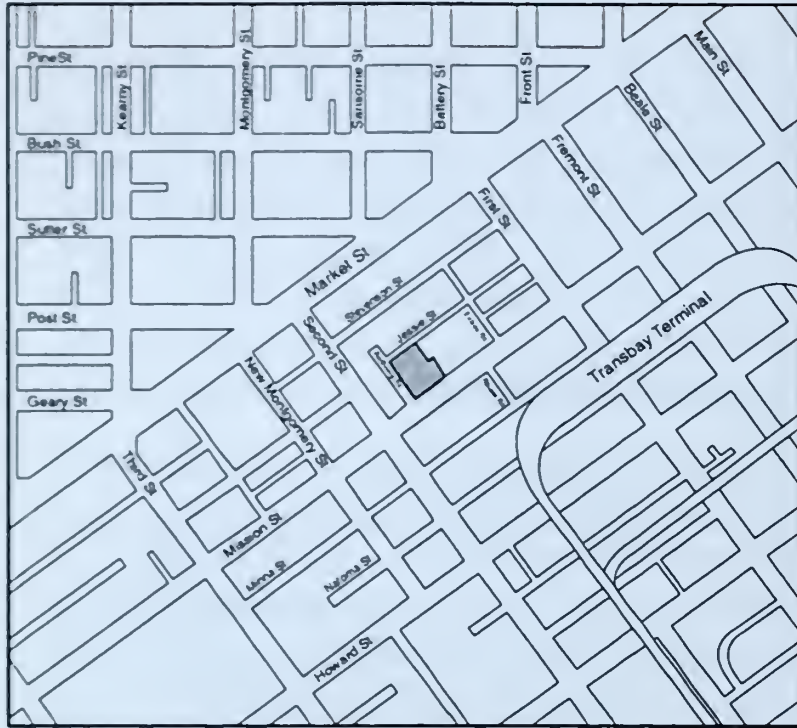 Pine St
Kearny St
Montgomery St
Sansome St
Battery St
Front St
Main St
Beale St
Fremont St
First St
Bush St
Sutter St
Market St
Stevenson St
Jessie St
Second St
Post St
Transbay Terminal
New Montgomery St
Geary St
Third St
Mission St
Minna St
Natoma St
Howard St